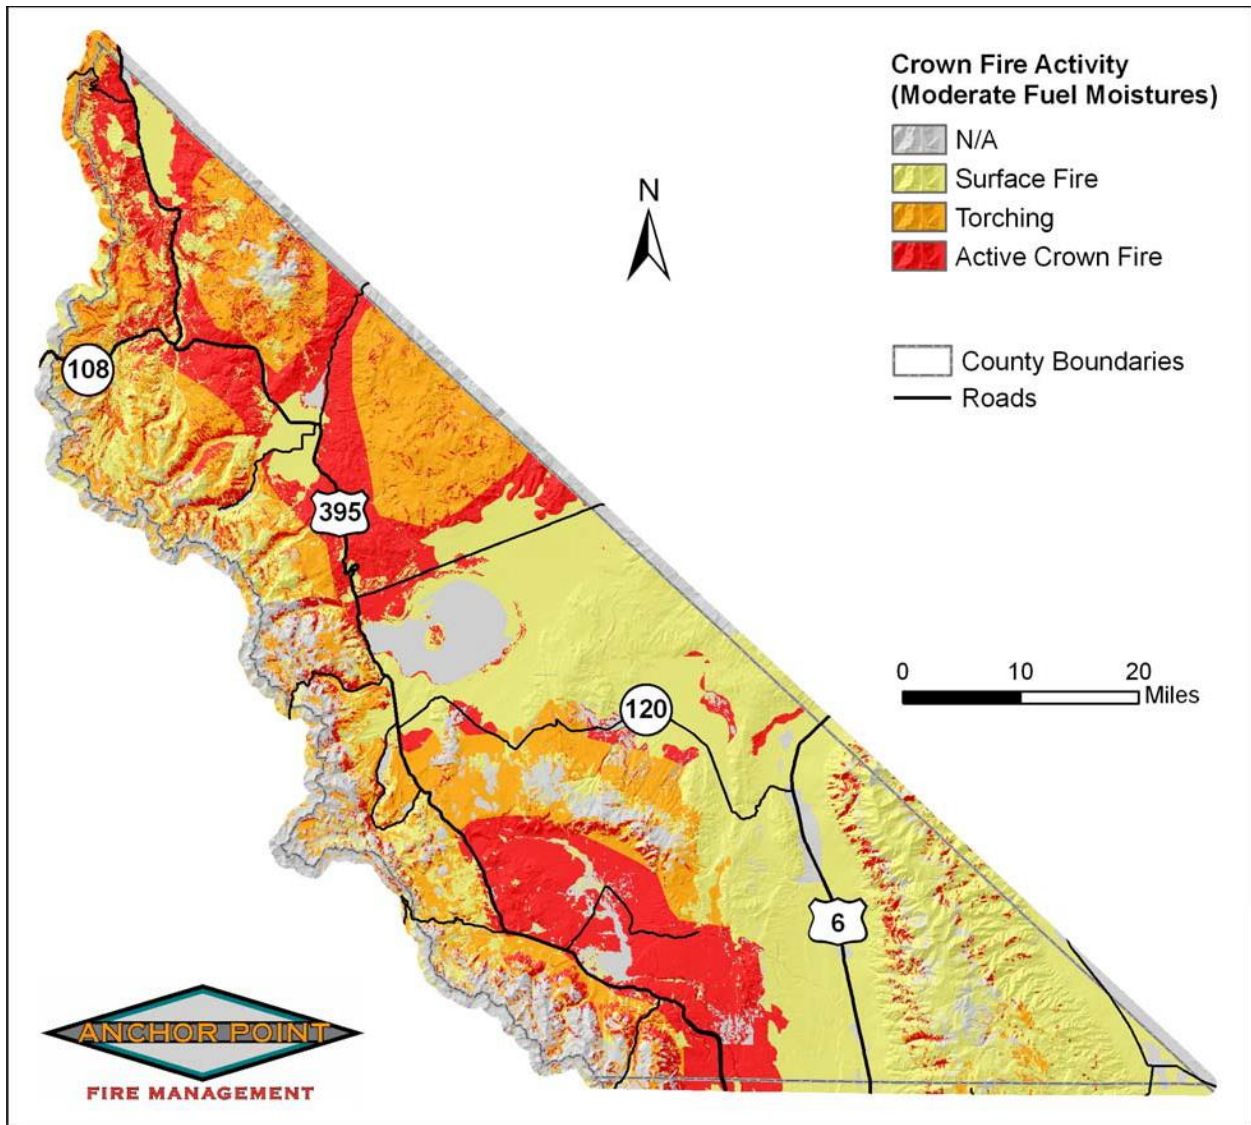 Crown Fire Activity
(Moderate Fuel Moistures)
N/A
Surface Fire
Torching
Active Crown Fire
County Boundaries
Roads
N
108
395
0 10 20
Miles
120
6
ANCHOR POINT
FIRE MANAGEMENT